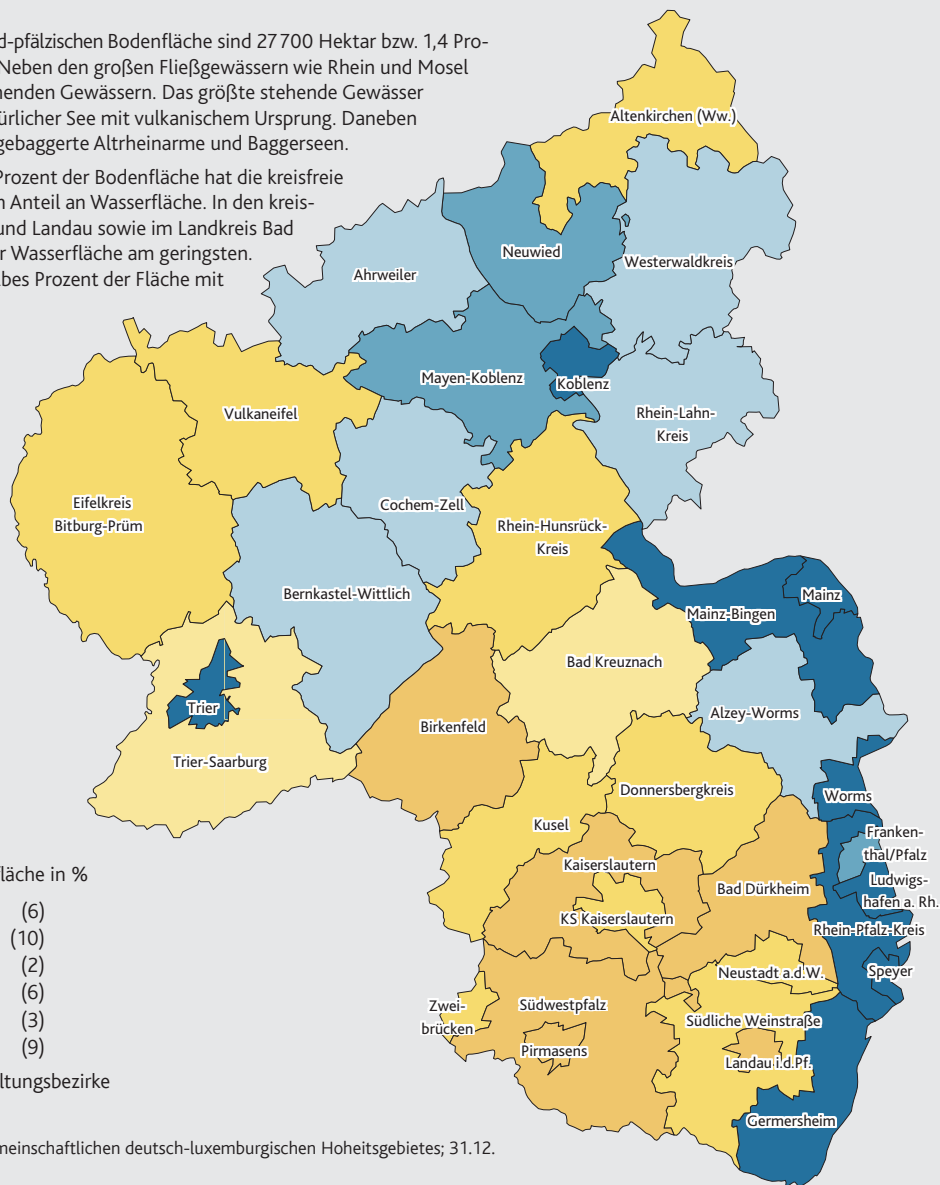 d-pfälzischen Bodenfläche sind 27 700 Hektar bzw. 1,4 Pro-
Neben den großen Fließgewässern wie Rhein und Mosel
enden Gewässern. Das größte stehende Gewässer
ürlicher See mit vulkanischem Ursprung. Daneben
gebaggerte Altrheinarme und Baggerseen.
Prozent der Bodenfläche hat die kreisfreie
n Anteil an Wasserfläche. In den kreis-
und Landau sowie im Landkreis Bad
r Wasserfläche am geringsten.
lbes Prozent der Fläche mit
Altenkirchen (Ww.)
Neuwied
Westerwaldkreis
Ahrweiler
Mayen-Koblenz
Koblenz
Vulkaneifel
Rhein-Lahn-
Kreis
Eifelkreis
Bitburg-Prüm
Cochem-Zell
Rhein-Hunsrück-
Kreis
Bernkastel-Wittlich
Mainz
Mainz-Bingen
Bad Kreuznach
Trier
Alzey-Worms
Birkenfeld
Trier-Saarburg
Donnersbergkreis
Worms
Kusel
Franken-
thal/Pfalz
Kaiserslautern
Ludwigs-
hafen a. Rh.
Bad Dürkheim
KS Kaiserslautern
Rhein-Pfalz-Kreis
Neustadt a.d.W.
Speyer
Zwei-
brücken
Südwestpfalz
Südliche Weinstraße
Pirmasens
Landau i.d.Pf.
Germersheim
fläche in %
(6)
(10)
(2)
(6)
(3)
(9)
ltungsbezirke
meinschaftlichen deutsch-luxemburgischen Hoheitsgebietes; 31.12.